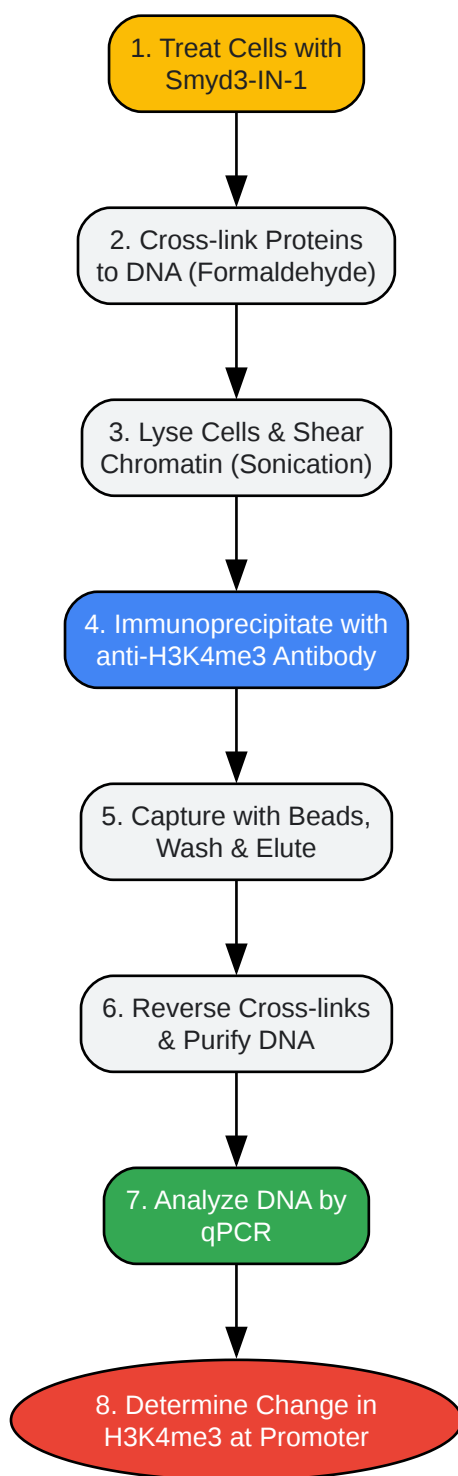 1. Treat Cells with
Smyd3-IN-1
2. Cross-link Proteins
to DNA (Formaldehyde)
3. Lyse Cells & Shear
Chromatin (Sonication)
4. Immunoprecipitate with
anti-H3K4me3 Antibody
5. Capture with Beads,
Wash & Elute
6. Reverse Cross-links
& Purify DNA
7. Analyze DNA by
qPCR
8. Determine Change in
H3K4me3 at Promoter